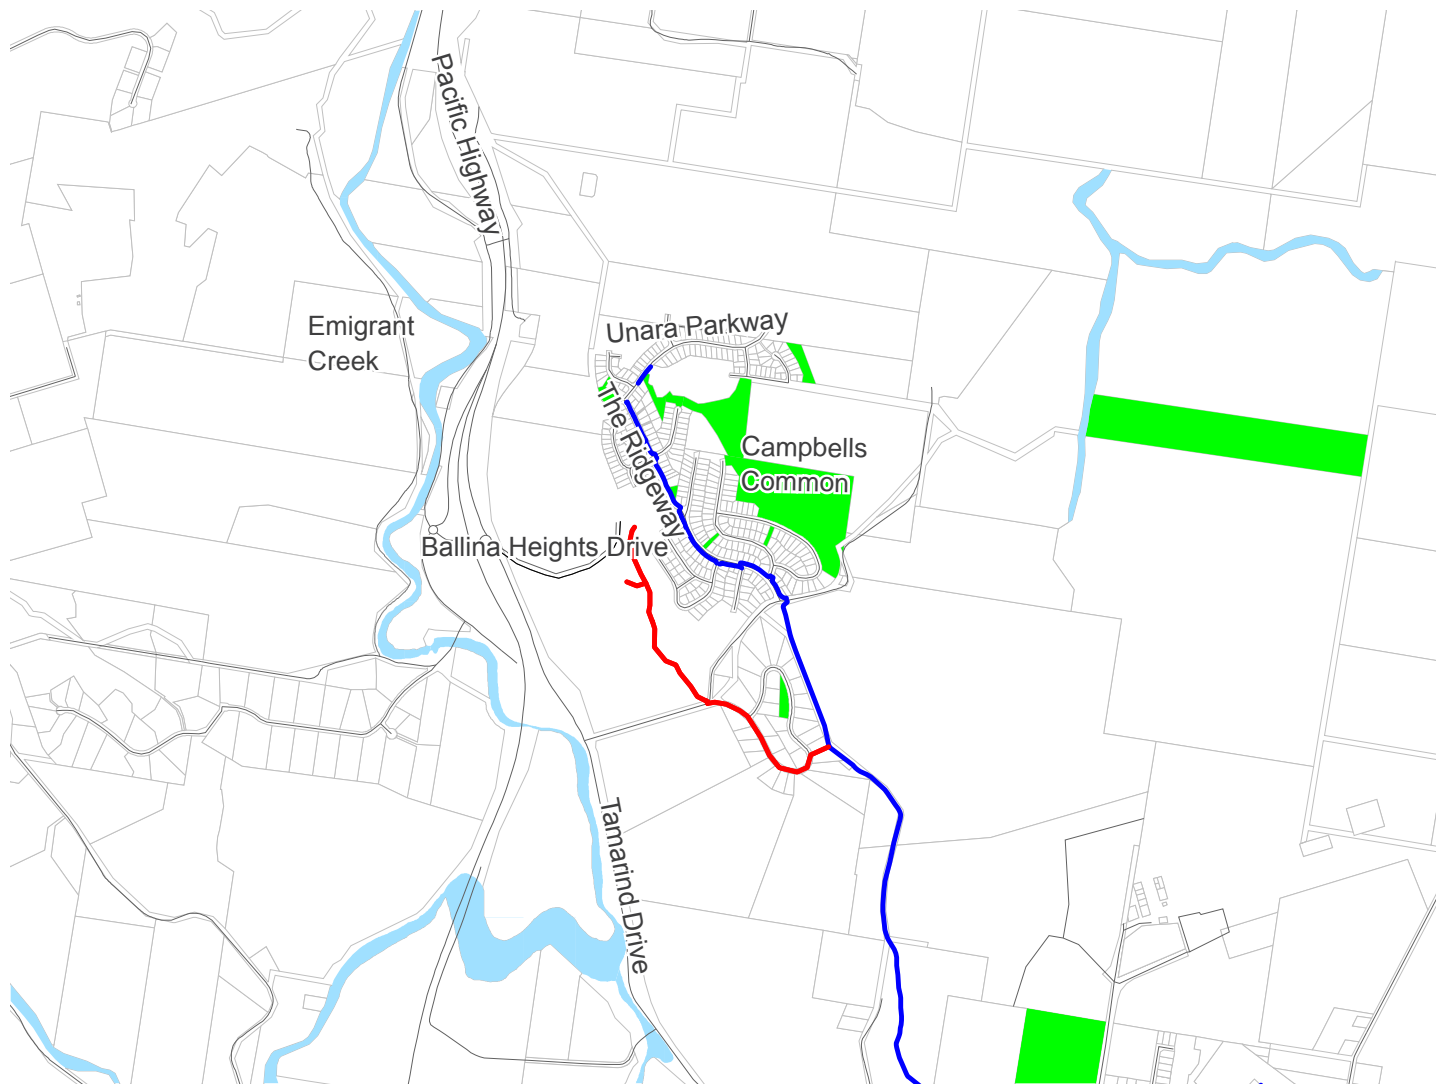 Pacific Highway
Unara Parkway
Emigrant
Creek
The Ridgeway
Campbells
Common
Ballina Heights Drive
Tamarind Drive